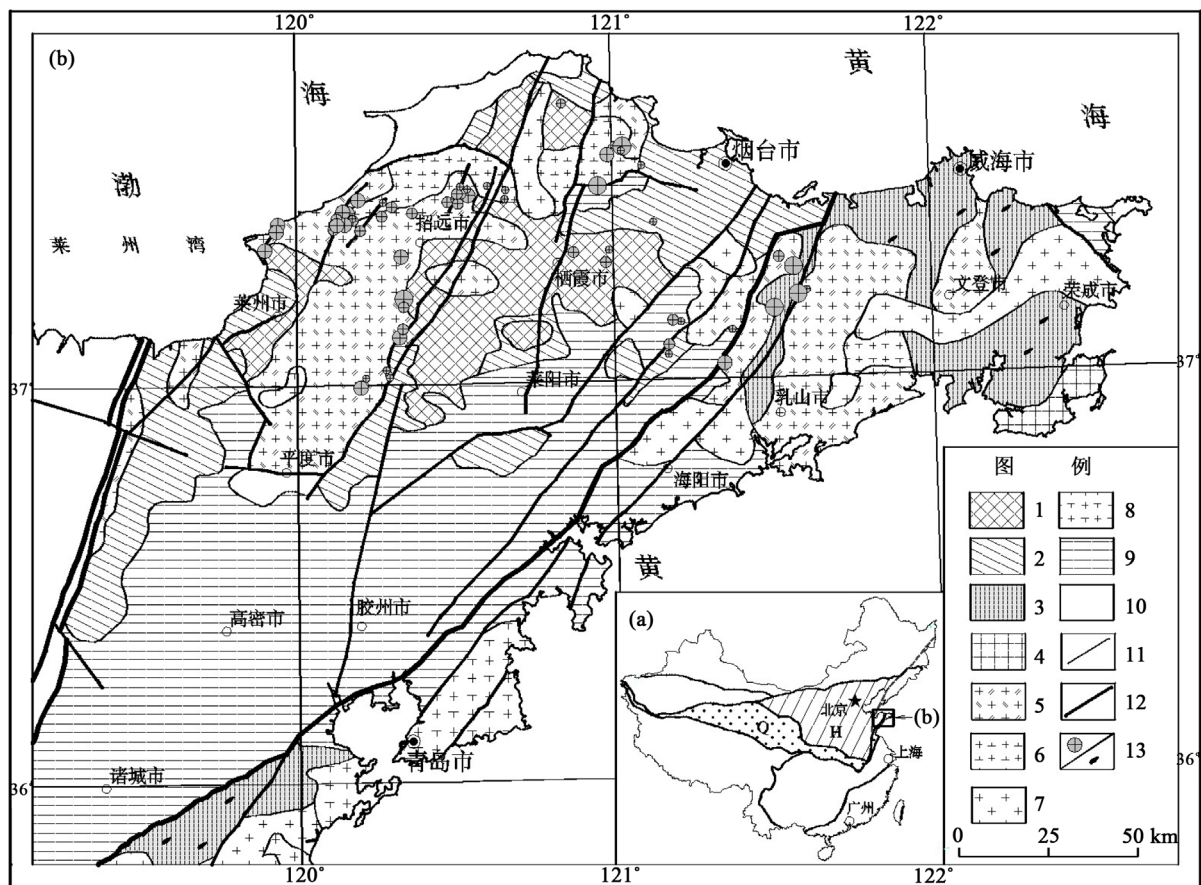 120°
121°
122°
(b)
黄
海
海
烟台市
威海市
渤
招远市
莱 州 湾
栖霞市
文登市
荣成市
莱州市
37°
37°
莱阳市
乳山市
平度市
海阳市
图 例
1
8
2
9
3
10
4
11
5
12
6
13
7
黄
高密市
胶州市
(a)
北京
(b)
Q
H
上海
广州
青岛市
诸城市
36°
36°
0 25 50 km
120°
121°
122°